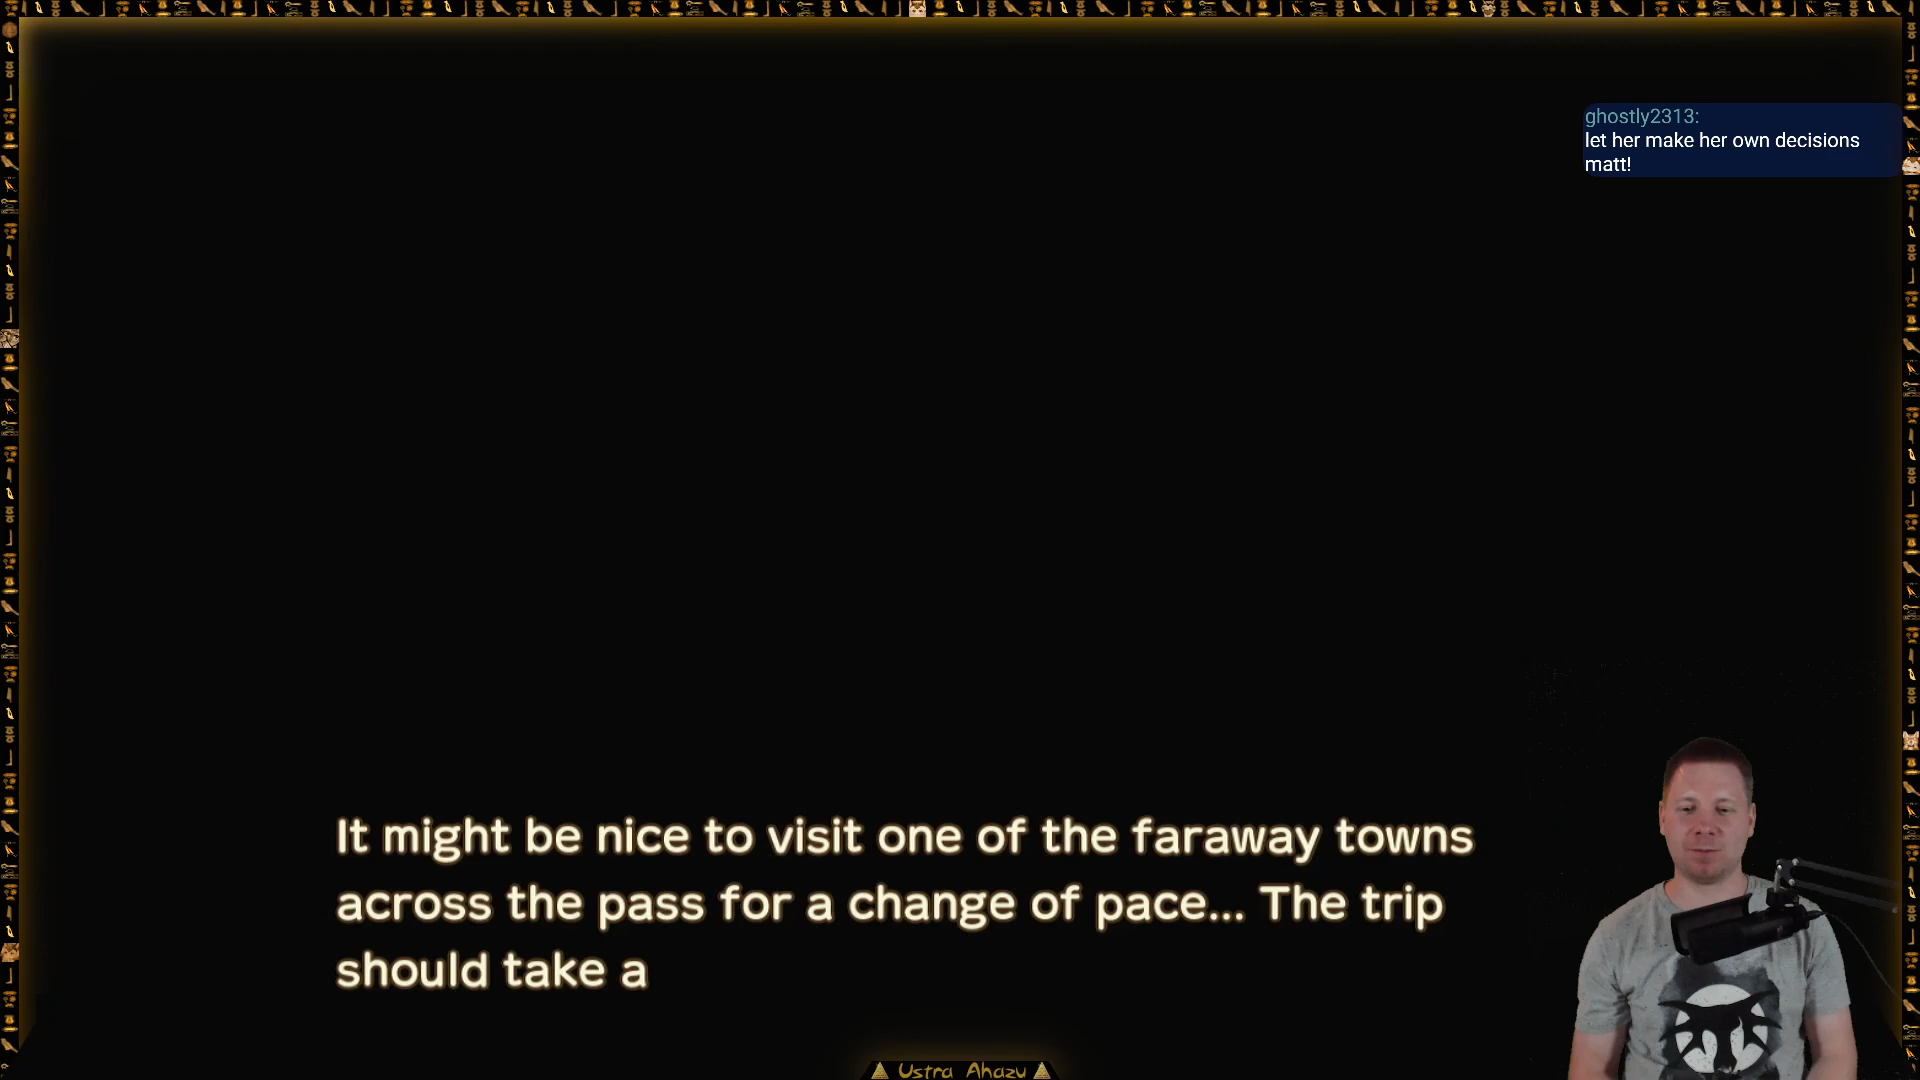 ghostly2313:
let her make her own decisions
matt!
It might be nice to visit one of the faraway towns
across the pass for a change of pace... The trip
should take a
Ustra Ahazu